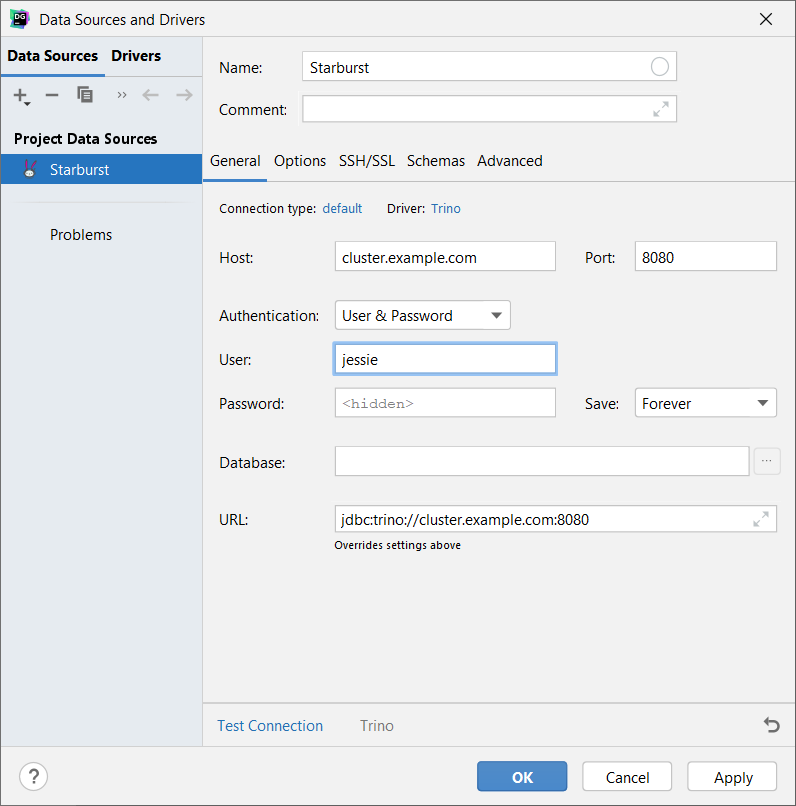 DG Data Sources and Drivers
Data Sources Drivers
Project Data Sources
Starburst
Problems
Name: Starburst
Comment:
General Options SSH/SSL Schemas Advanced
Connection type: default Driver: Trino
Host: cluster.example.com Port: 8080
Authentication: User & Password
User: jessie
Password: <hidden> Save: Forever
Database: ...
URL: jdbc:trino://cluster.example.com:8080
Overrides settings above
Test Connection Trino
? OK Cancel Apply